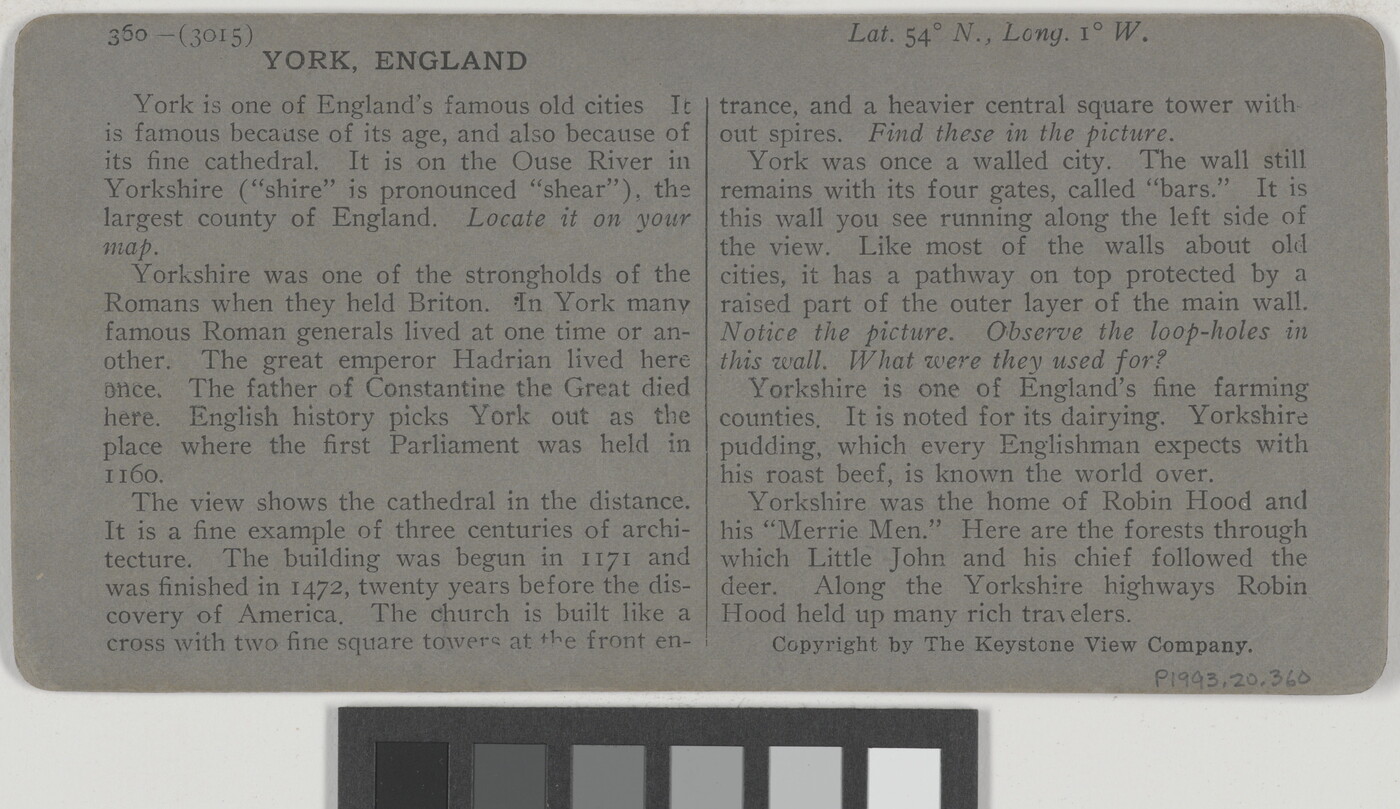 360 —(3015)
Lat. 54° N., Long. 1° W.
YORK, ENGLAND
York is one of England's famous old cities It
is famous because of its age, and also because of
its fine cathedral. It is on the Ouse River in
Yorkshire ("shire" is pronounced "shear"), the
largest county of England. Locate it on your
map.
Yorkshire was one of the strongholds of the
Romans when they held Briton. In York many
famous Roman generals lived at one time or an-
other. The great emperor Hadrian lived here
once. The father of Constantine the Great died
here. English history picks York out as the
place where the first Parliament was held in
1160.
The view shows the cathedral in the distance.
It is a fine example of three centuries of archi-
tecture. The building was begun in 1171 and
was finished in 1472, twenty years before the dis-
covery of America. The church is built like a
cross with two fine square towers at the front en-
trance, and a heavier central square tower with-
out spires. Find these in the picture.
York was once a walled city. The wall still
remains with its four gates, called "bars." It is
this wall you see running along the left side of
the view. Like most of the walls about old
cities, it has a pathway on top protected by a
raised part of the outer layer of the main wall.
Notice the picture. Observe the loop-holes in
this wall. What were they used for?
Yorkshire is one of England's fine farming
counties. It is noted for its dairying. Yorkshire
pudding, which every Englishman expects with
his roast beef, is known the world over.
Yorkshire was the home of Robin Hood and
his "Merrie Men." Here are the forests through
which Little John and his chief followed the
deer. Along the Yorkshire highways Robin
Hood held up many rich travelers.
Copyright by The Keystone View Company.
P1993.20.360